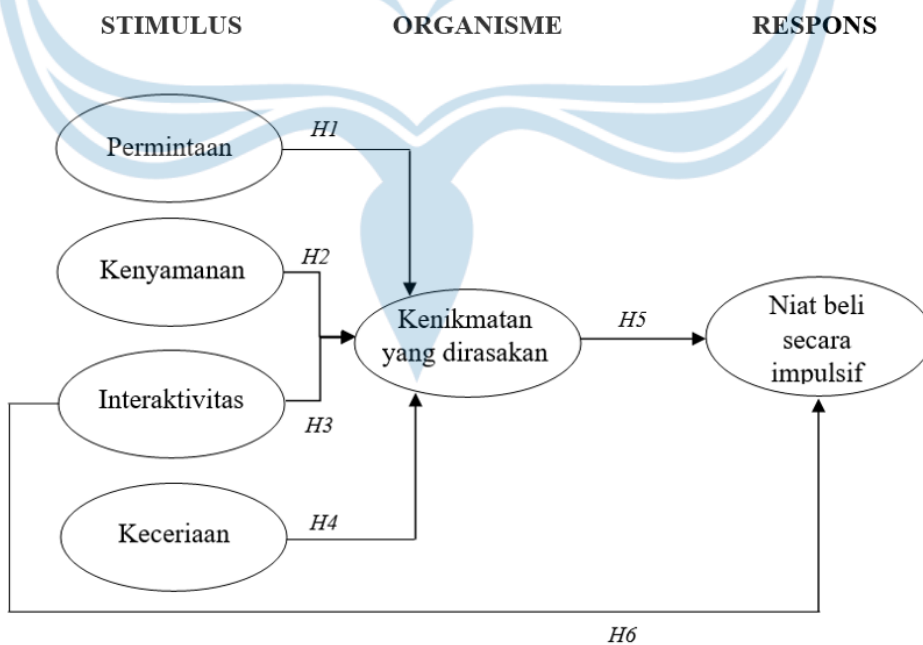 STIMULUS ORGANISME RESPONS
Permintaan
H1
Kenyamanan
H2
Kenikmatan
yang dirasakan
H5
Niat beli
secara
impulsif
Interaktivitas
H3
Keceriaan
H4
H6